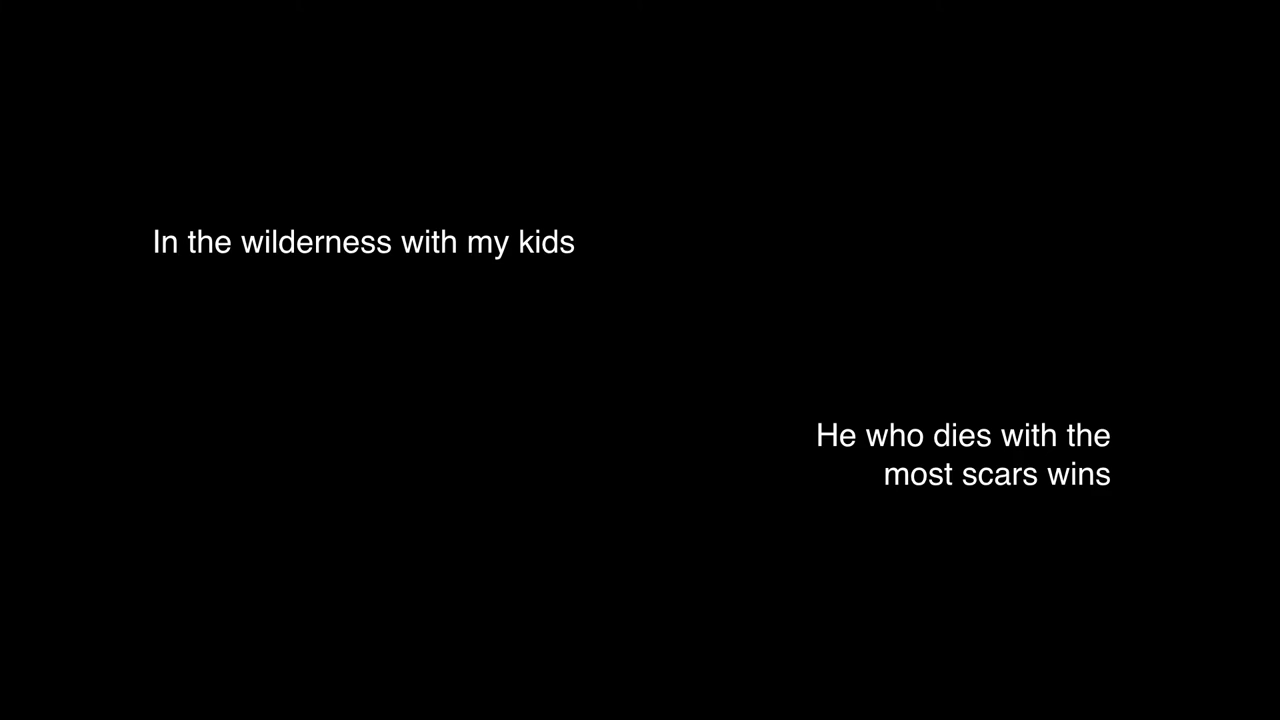 In the wilderness with my kids
He who dies with the
most scars wins